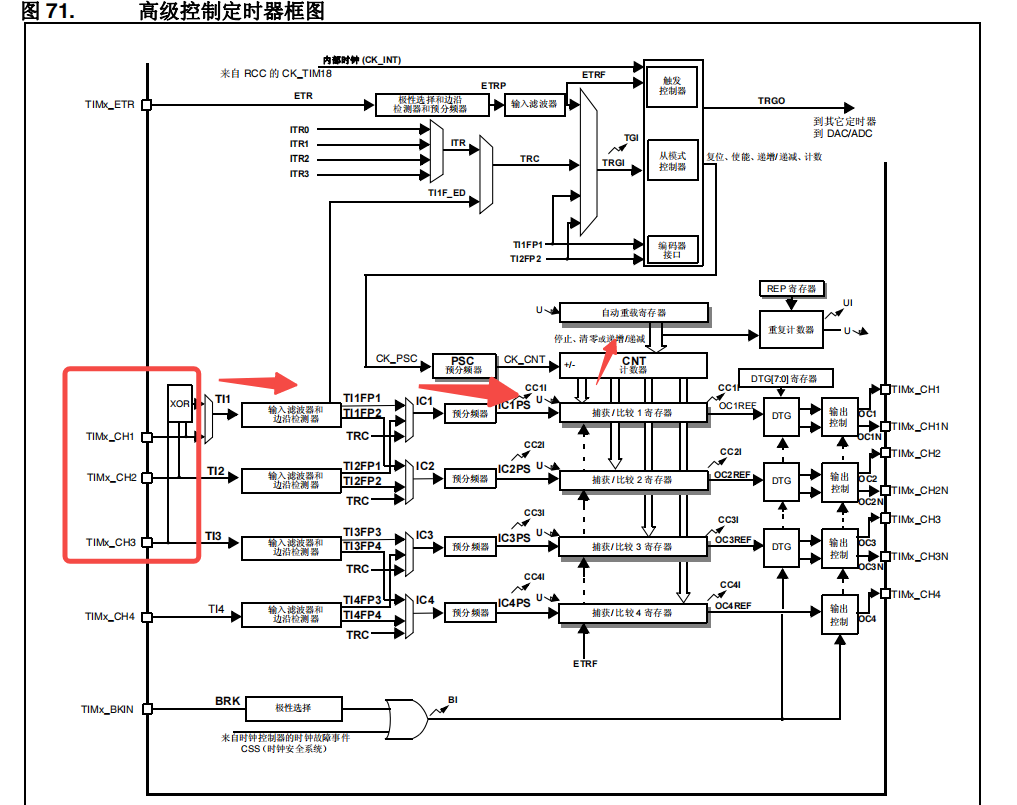 图 71. 高级控制定时器框图
内部时钟 (CK_INT)
来自 RCC 的 CK_TIM18
ETRF
触发
控制器
TRGO
到其它定时器
到 DAC/ADC
TIMx_ETR
ETR
极性选择和边沿
检测器和预分频器
ETRP
输入滤波器
ITR0
ITR1
ITR2
ITR3
ITR
TI1F_ED
TRC
TGI
TRGI
从模式
控制器
复位、使能、递增/递减、计数
TI1FP1
TI2FP2
编码器
接口
REP 寄存器
U
自动重载寄存器
UI
重复计数器
U
停止、清零或递增/递减
CK_PSC
PSC
预分频器
CK_CNT
+/-
CNT
计数器
DTG[7:0]寄存器
XOR
TI1
TIMx_CH1
输入滤波器和
边沿检测器
TI1FP1
TI1FP2
TRC
IC1
预分频器
IC1PS
CC1I
U
捕获/比较 1 寄存器
CC1I
OC1REF
DTG
输出
控制
OC1
OC1N
TIMx_CH1
TIMx_CH1N
TIMx_CH2
TI2
输入滤波器和
边沿检测器
TI2FP1
TI2FP2
TRC
IC2
预分频器
IC2PS
CC2I
U
捕获/比较 2 寄存器
CC2I
OC2REF
DTG
输出
控制
OC2
OC2N
TIMx_CH2
TIMx_CH2N
TIMx_CH3
TI3
输入滤波器和
边沿检测器
TI3FP3
TI3FP4
TRC
IC3
预分频器
IC3PS
CC3I
U
捕获/比较 3 寄存器
CC3I
OC3REF
DTG
输出
控制
OC3
OC3N
TIMx_CH3
TIMx_CH3N
TIMx_CH4
TI4
输入滤波器和
边沿检测器
TI4FP3
TI4FP4
TRC
IC4
预分频器
IC4PS
CC4I
U
捕获/比较 4 寄存器
CC4I
OC4REF
输出
控制
OC4
TIMx_CH4
ETRF
TIMx_BKIN
BRK
极性选择
BI
来自时钟控制器的时钟故障事件
CSS（时钟安全系统）